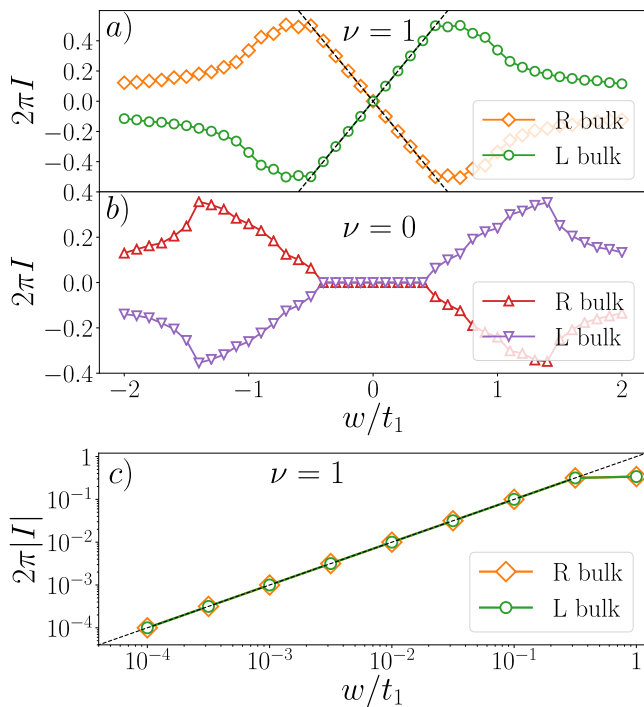 a)
ν = 1
2πI
0.4
0.2
0.0
−0.2
−0.4
R bulk
L bulk
b)
ν = 0
2πI
0.4
0.2
0.0
−0.2
−0.4
R bulk
L bulk
−2 −1 0 1 2
w/t₁
c)
ν = 1
2π|I|
1
10⁻¹
10⁻²
10⁻³
10⁻⁴
R bulk
L bulk
10⁻⁴ 10⁻³ 10⁻² 10⁻¹ 1
w/t₁